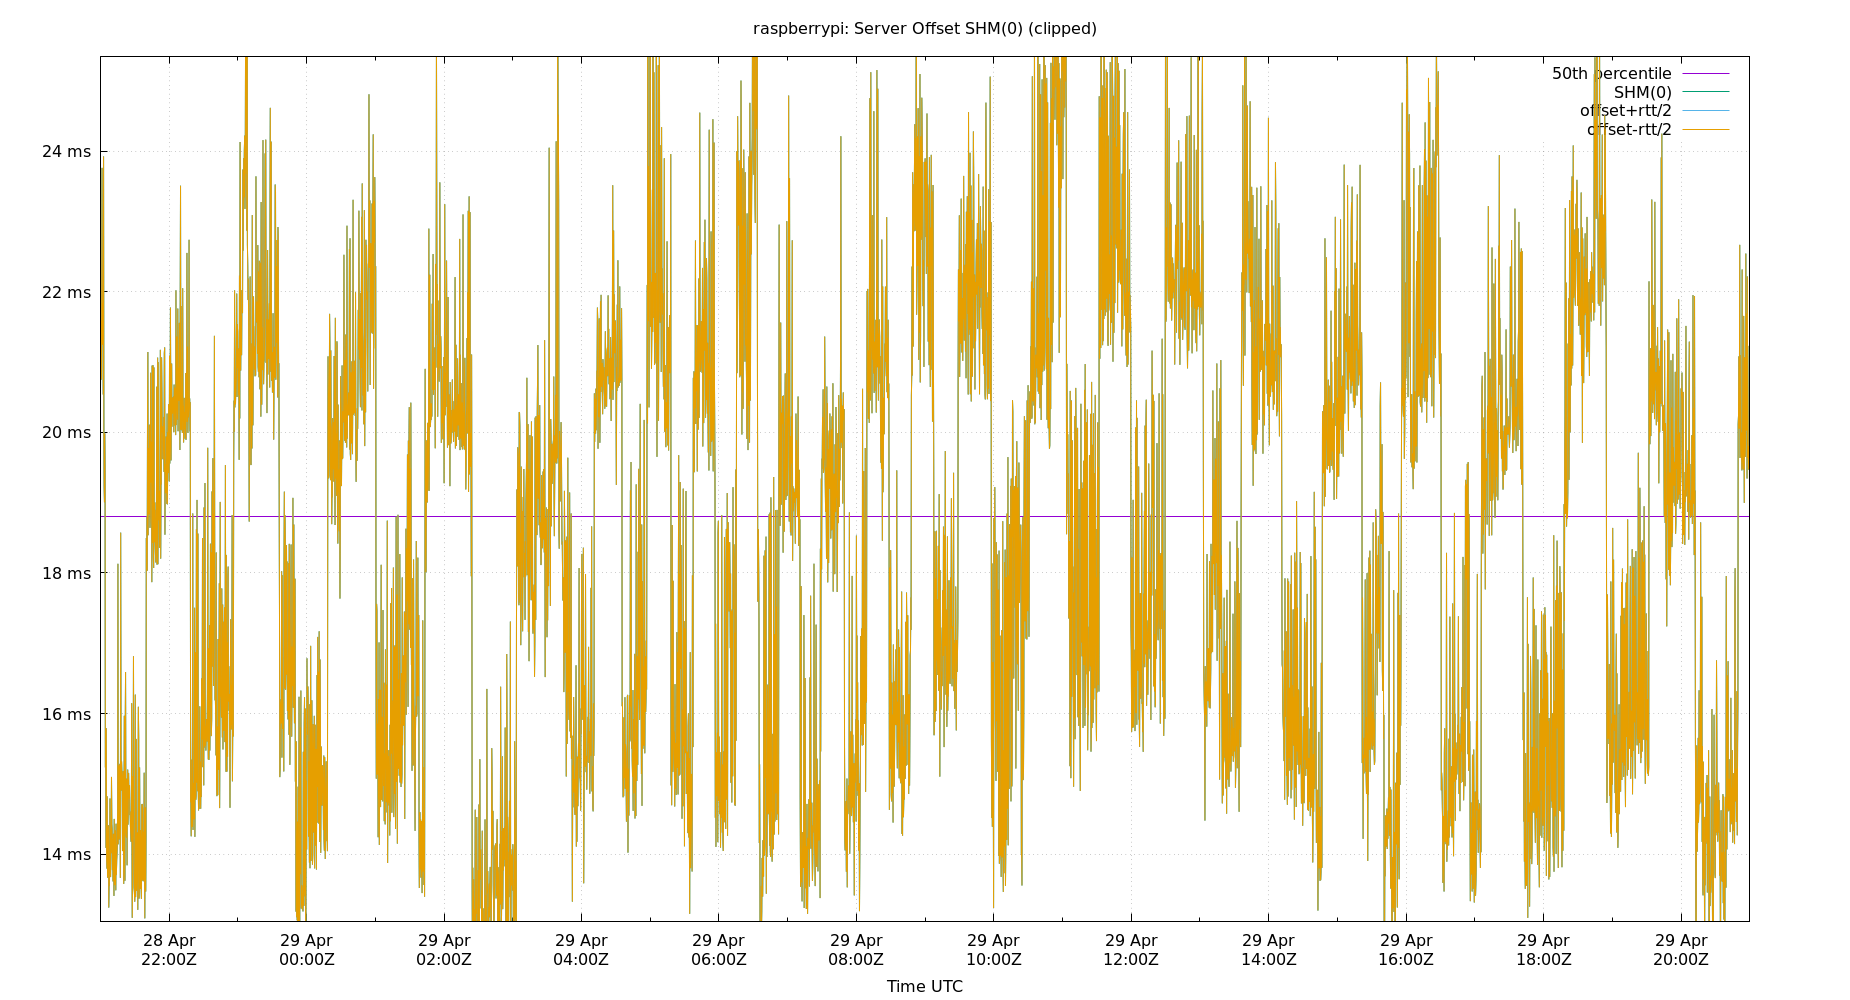 raspberrypi: Server Offset SHM(0) (clipped)
50th percentile
SHM(0)
offset+rtt/2
offset-rtt/2
24 ms
22 ms
20 ms
18 ms
16 ms
14 ms
28 Apr 29 Apr 29 Apr 29 Apr 29 Apr 29 Apr 29 Apr 29 Apr 29 Apr 29 Apr 29 Apr 29 Apr
22:00Z 00:00Z 02:00Z 04:00Z 06:00Z 08:00Z 10:00Z 12:00Z 14:00Z 16:00Z 18:00Z 20:00Z
Time UTC